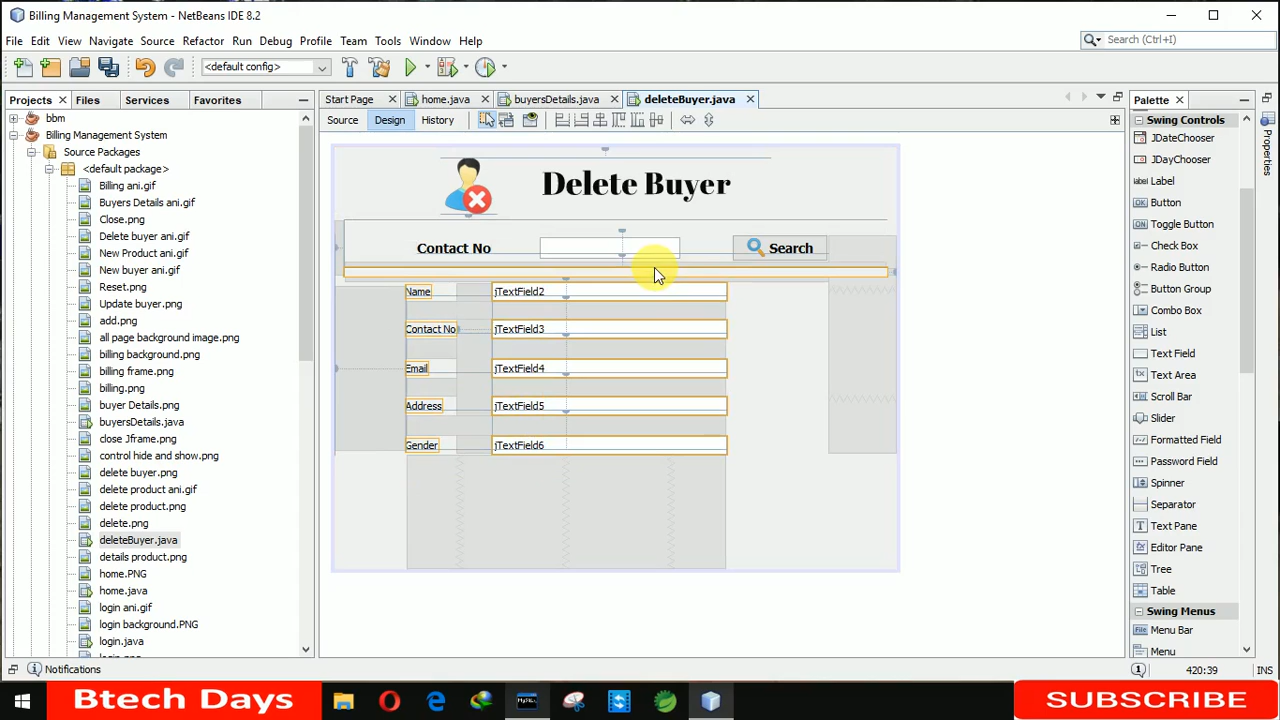 Billing Management System - NetBeans IDE 8.2
File Edit View Navigate Source Refactor Run Debug Profile Team Tools Window Help
Search (Ctrl+I)
<default config>
Projects Files Services Favorites
Start Page home.java buyersDetails.java deleteBuyer.java
Palette
Source Design History
Properties
bbm
Billing Management System
Source Packages
<default package>
Billing ani.gif
Buyers Details ani.gif
Close.png
Delete buyer ani.gif
New Product ani.gif
New buyer ani.gif
Reset.png
Update buyer.png
add.png
all page background image.png
billing background.png
billing frame.png
billing.png
buyer Details.png
buyersDetails.java
close Jframe.png
control hide and show.png
delete buyer.png
delete product ani.gif
delete product.png
delete.png
deleteBuyer.java
details product.png
home.PNG
home.java
login ani.gif
login background.PNG
login.java
Delete Buyer
Contact No
Search
Name jTextField2
Contact No jTextField3
Email jTextField4
Address jTextField5
Gender jTextField6
Swing Controls
JDateChooser
JDayChooser
Label
OK Button
Toggle Button
Check Box
Radio Button
Button Group
Combo Box
List
Text Field
Text Area
Scroll Bar
Slider
Formatted Field
Password Field
Spinner
Separator
Text Pane
Editor Pane
Tree
Table
Swing Menus
Menu Bar
Menu
Notifications
420:39 INS
Btech Days
SUBSCRIBE